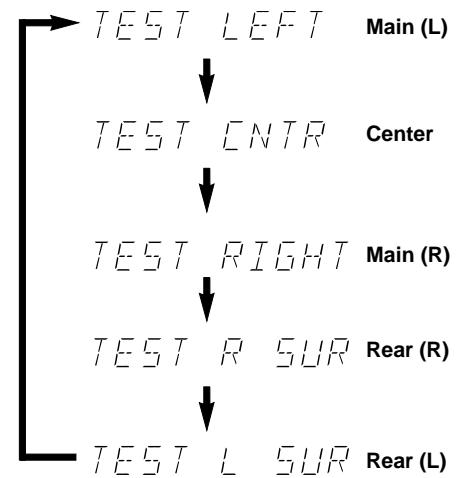 TEST LEFT Main (L)
TEST CNTR Center
TEST RIGHT Main (R)
TEST R SUR Rear (R)
TEST L SUR Rear (L)